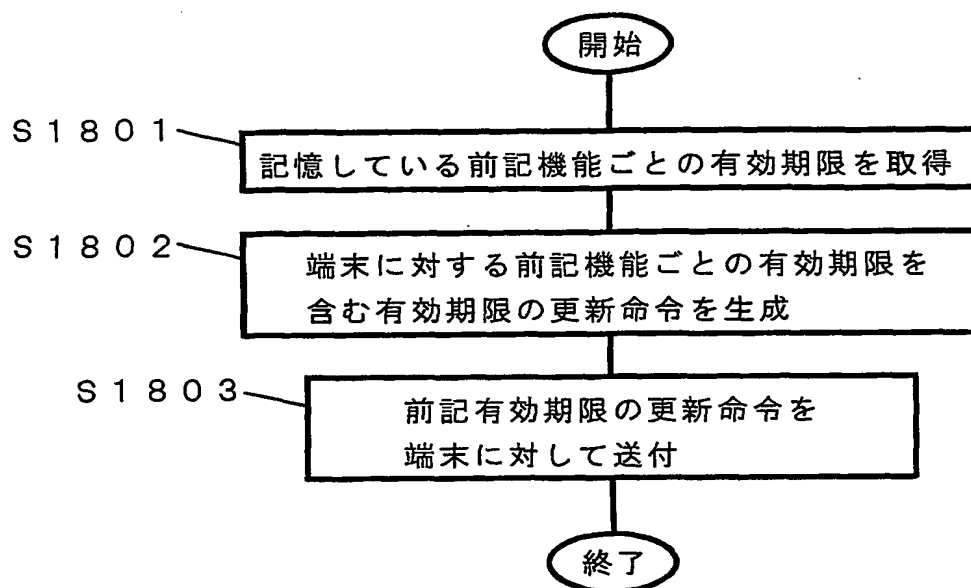 開始
S1801
記憶している前記機能ごとの有効期限を取得
S1802
端末に対する前記機能ごとの有効期限を
含む有効期限の更新命令を生成
S1803
前記有効期限の更新命令を
端末に対して送付
終了